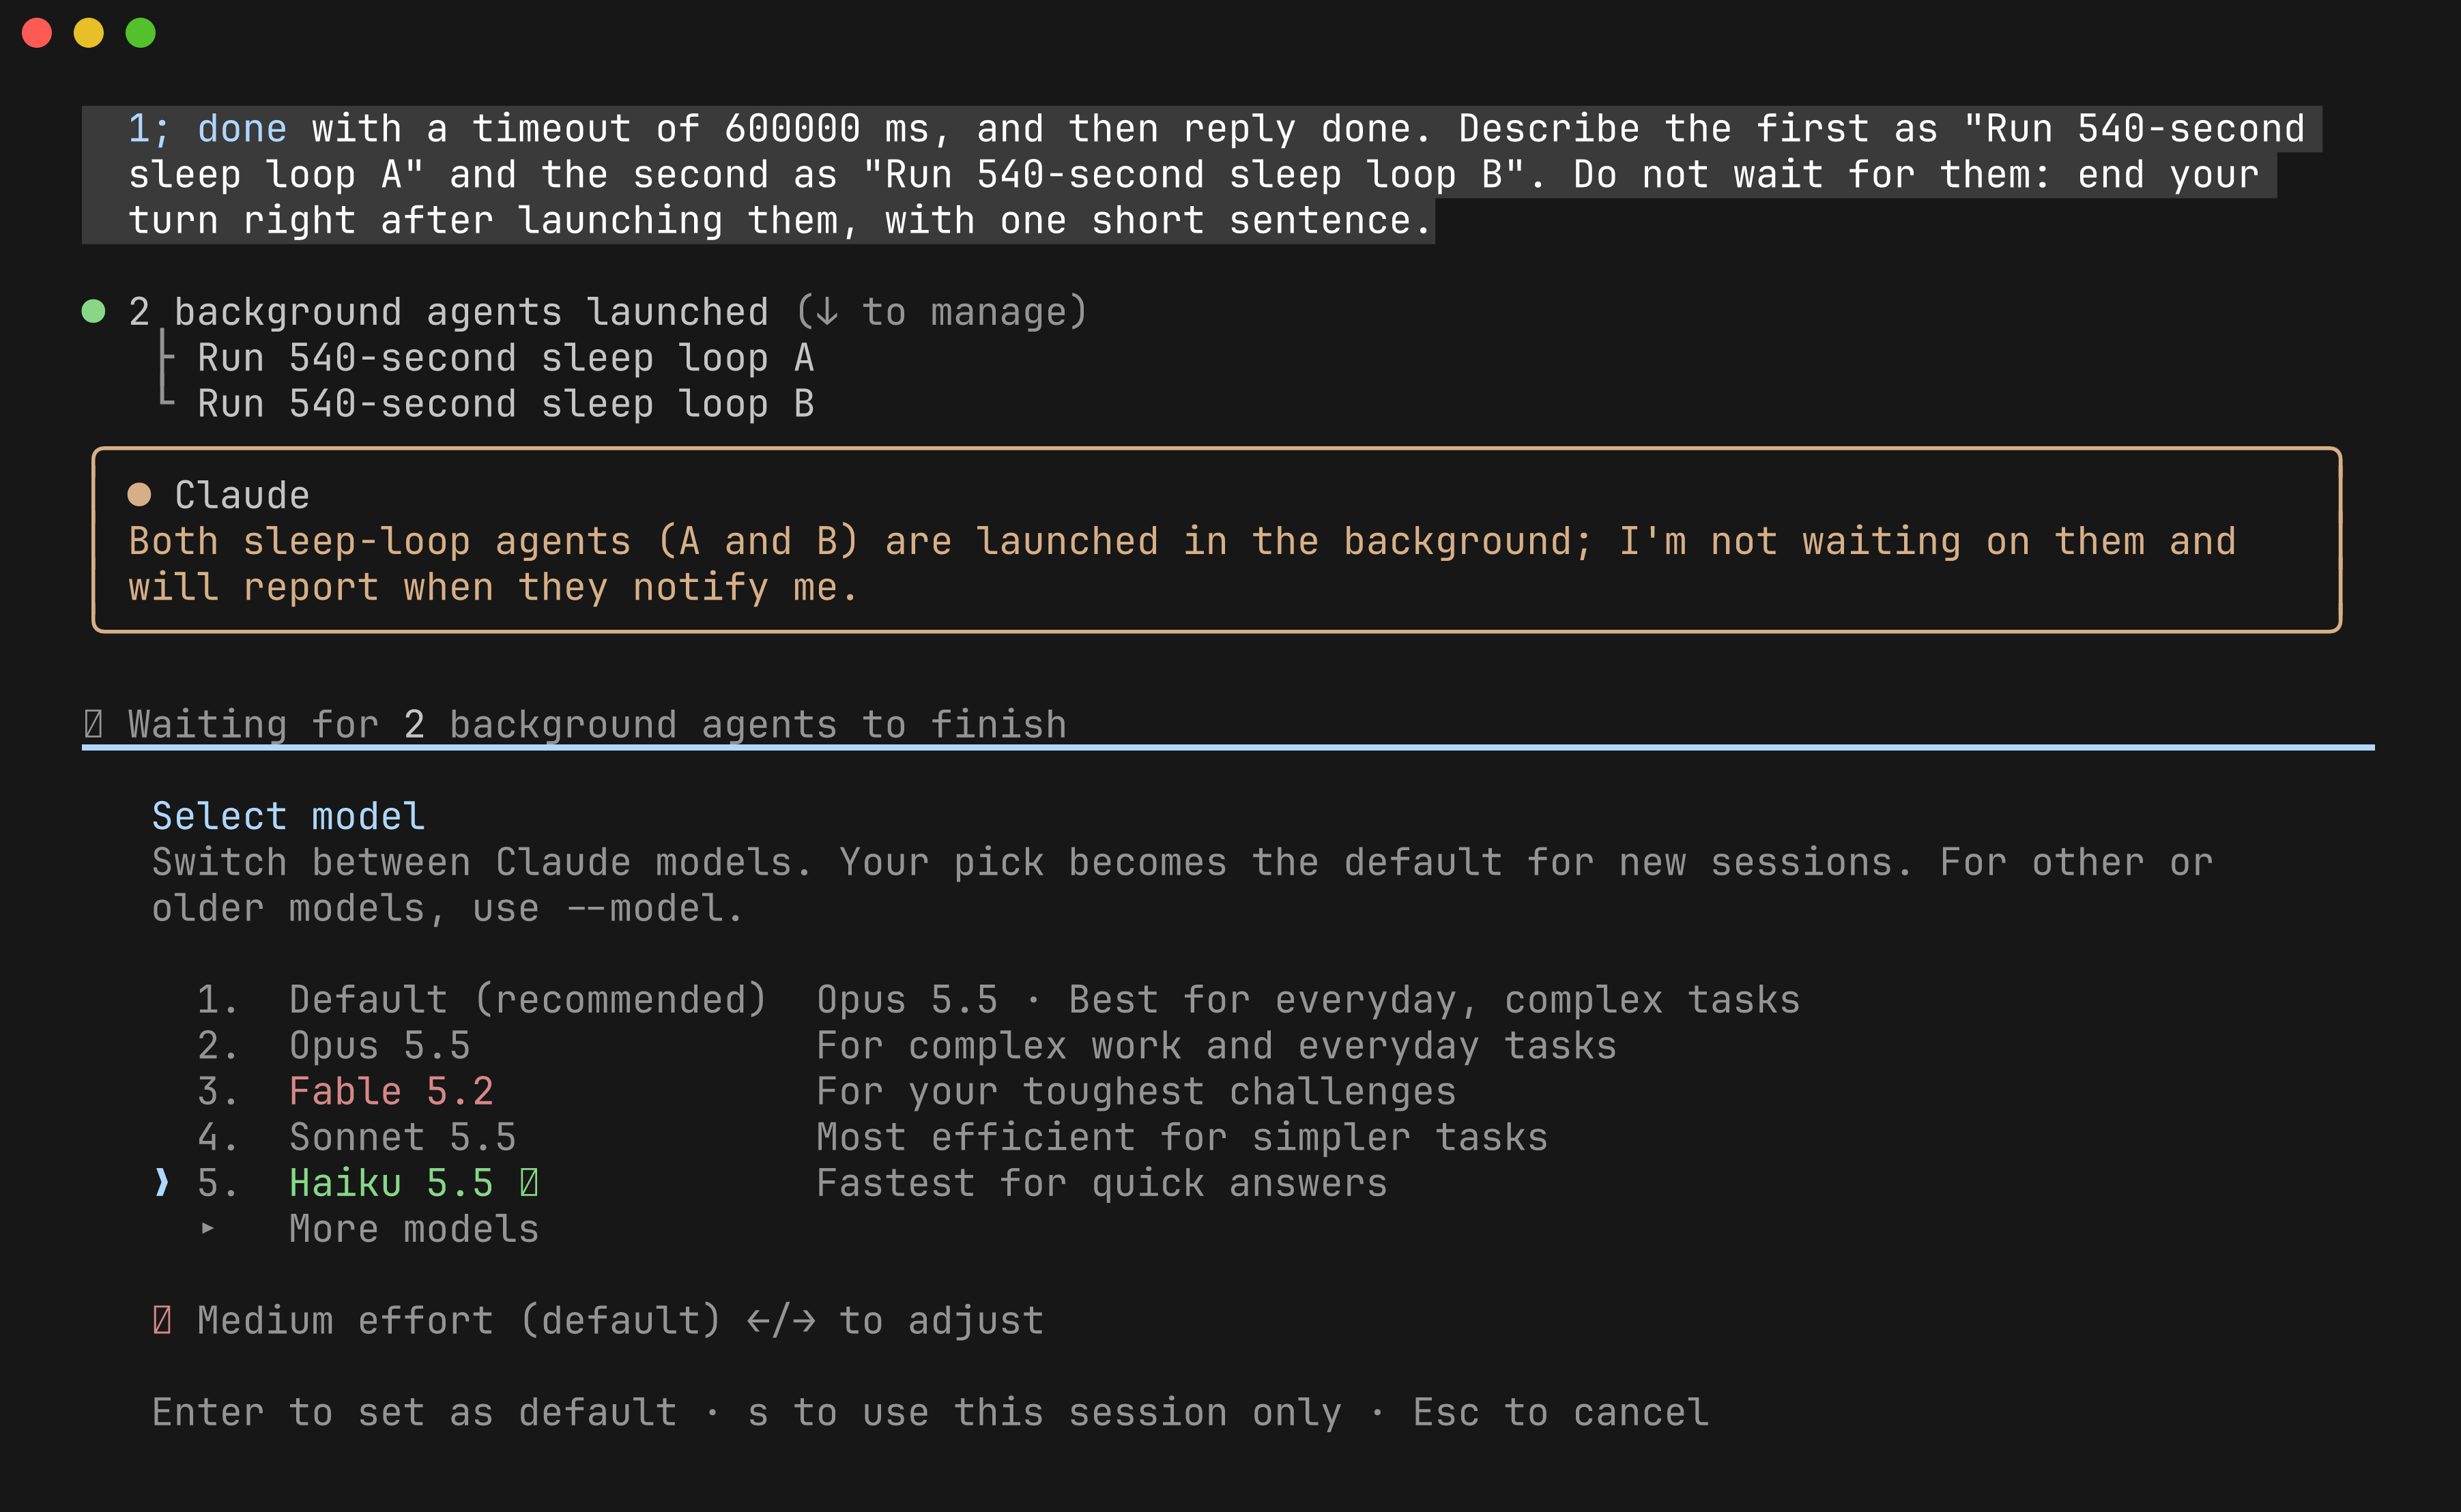 1; done with a timeout of 600000 ms, and then reply done. Describe the first as "Run 540-second
sleep loop A" and the second as "Run 540-second sleep loop B". Do not wait for them: end your
turn right after launching them, with one short sentence.
● 2 background agents launched (↓ to manage)
├ Run 540-second sleep loop A
└ Run 540-second sleep loop B
● Claude
Both sleep-loop agents (A and B) are launched in the background; I'm not waiting on them and
will report when they notify me.
Waiting for 2 background agents to finish
Select model
Switch between Claude models. Your pick becomes the default for new sessions. For other or
older models, use --model.
1. Default (recommended) Opus 5.5 · Best for everyday, complex tasks
2. Opus 5.5 For complex work and everyday tasks
3. Fable 5.2 For your toughest challenges
4. Sonnet 5.5 Most efficient for simpler tasks
❯ 5. Haiku 5.5 Fastest for quick answers
▸ More models
Medium effort (default) ←/→ to adjust
Enter to set as default · s to use this session only · Esc to cancel